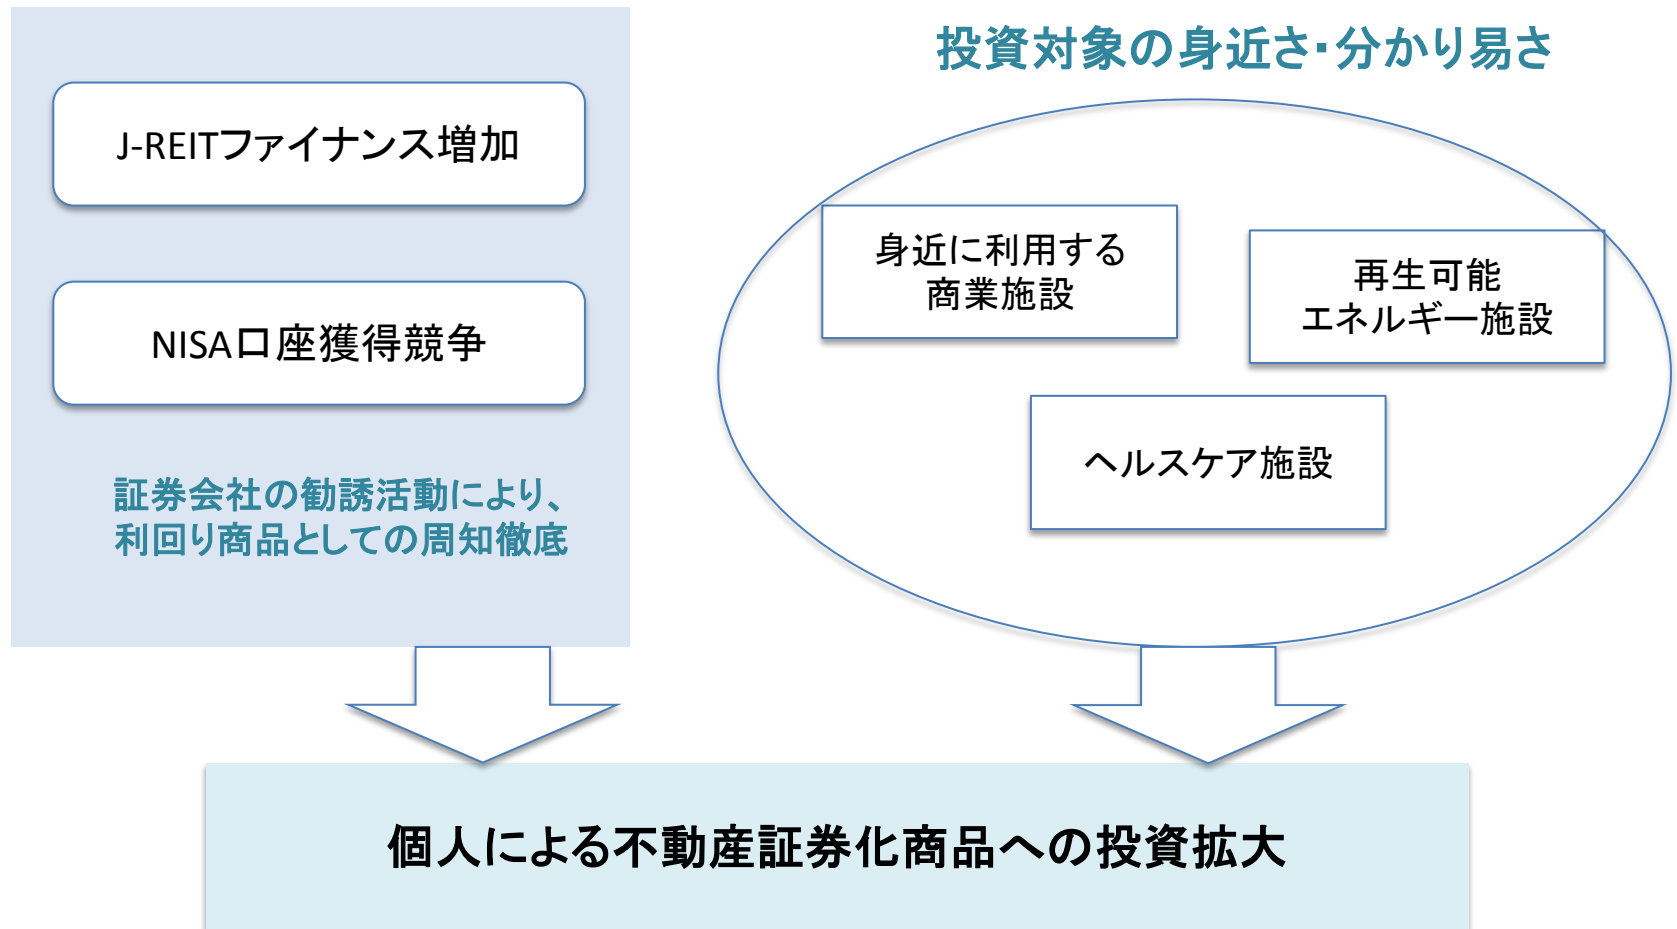 J-REITファイナンス増加
NISA口座獲得競争
証券会社の勧誘活動により、
利回り商品としての周知徹底
投資対象の身近さ・分かり易さ
身近に利用する
商業施設
再生可能
エネルギー施設
ヘルスケア施設
個人による不動産証券化商品への投資拡大